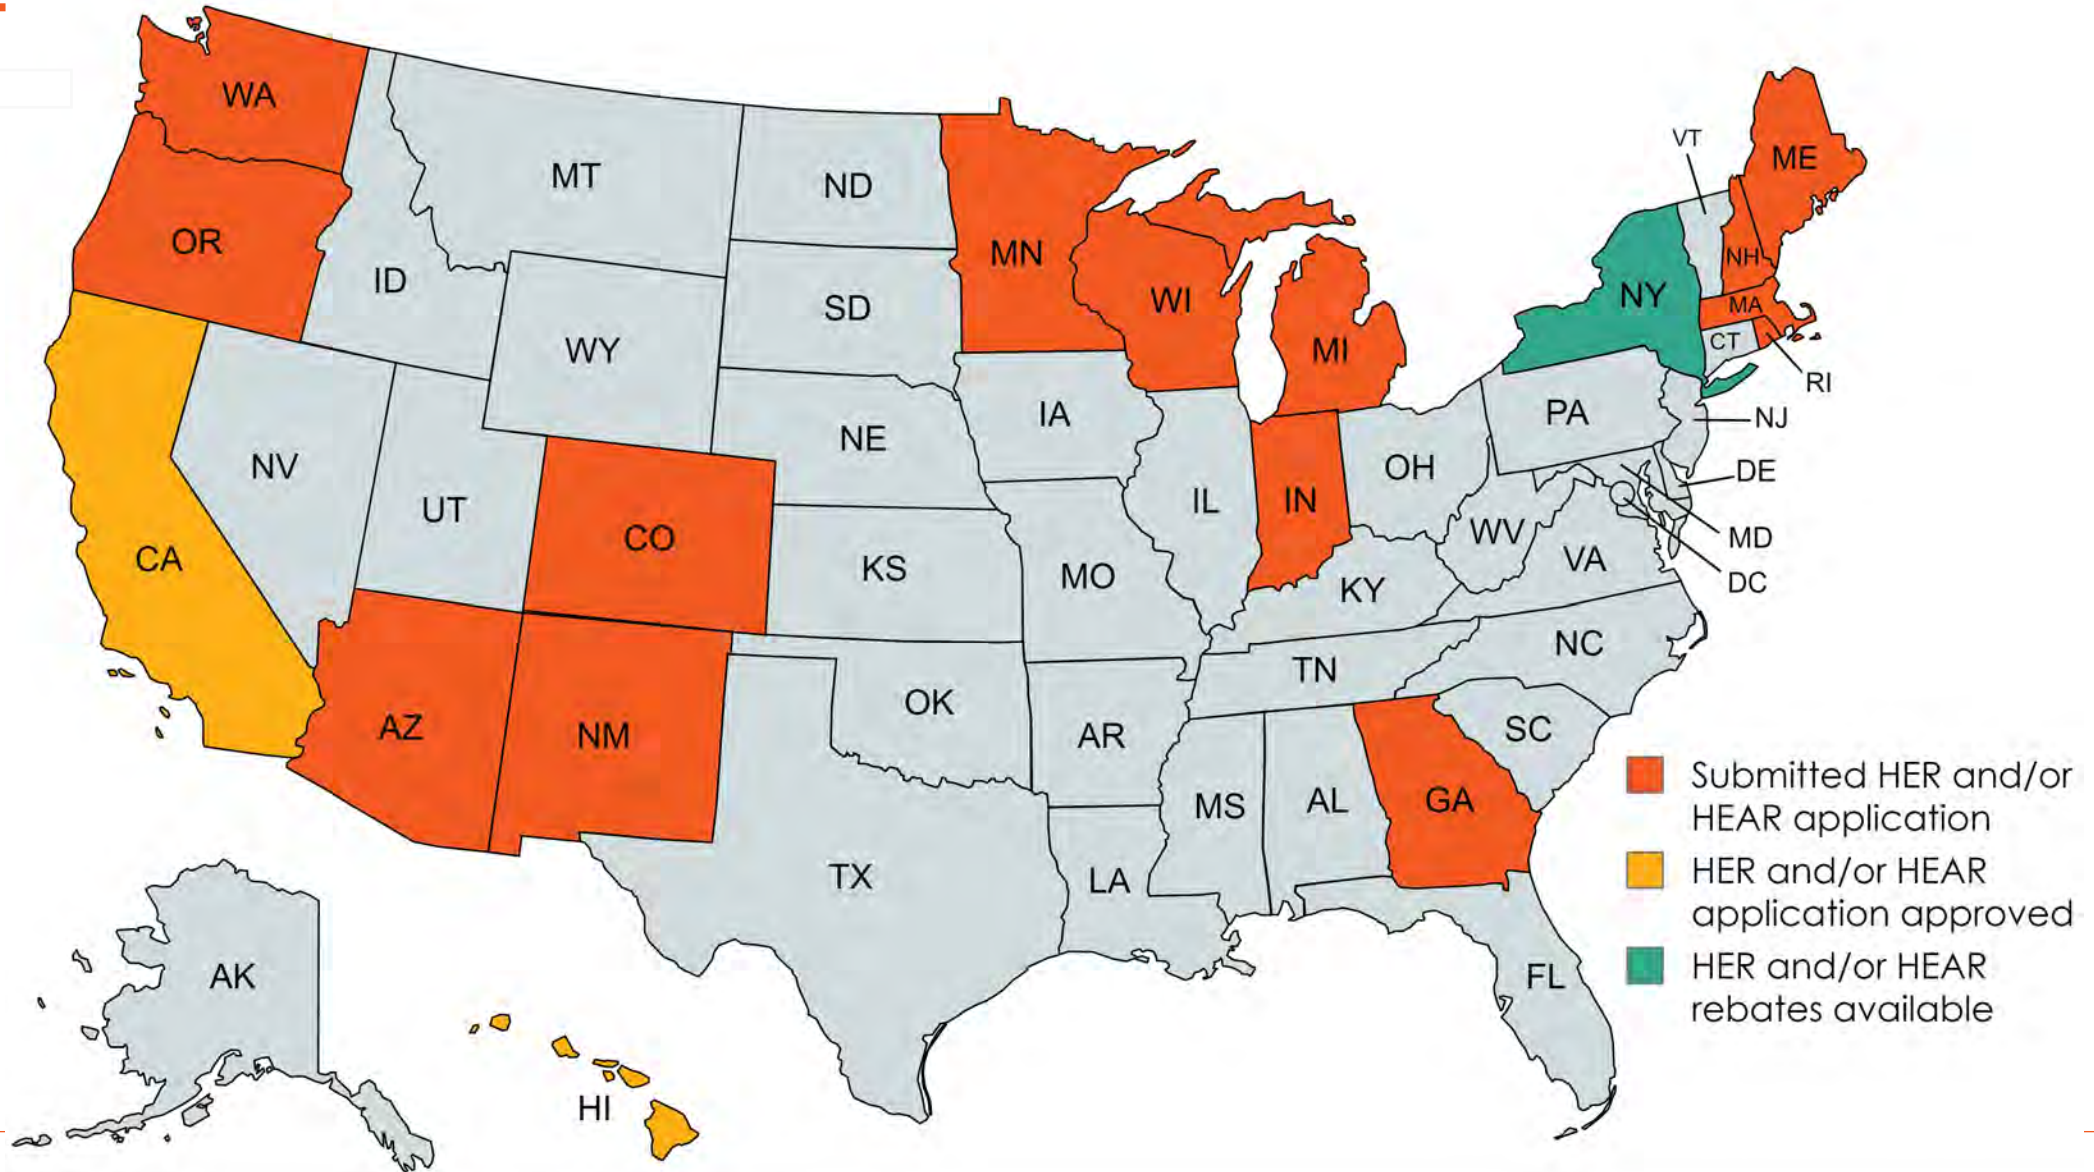 WA
MT
ND
MN
VT
ME
OR
ID
SD
WI
MI
NY
NH
MA
CT
RI
WY
IA
PA
NJ
NE
NV
UT
CO
IL
IN
OH
DE
CA
KS
MO
WV
VA
MD
DC
KY
NC
TN
AZ
NM
OK
AR
SC
MS
AL
GA
TX
LA
FL
AK
HI
Submitted HER and/or
HEAR application
HER and/or HEAR
application approved
HER and/or HEAR
rebates available